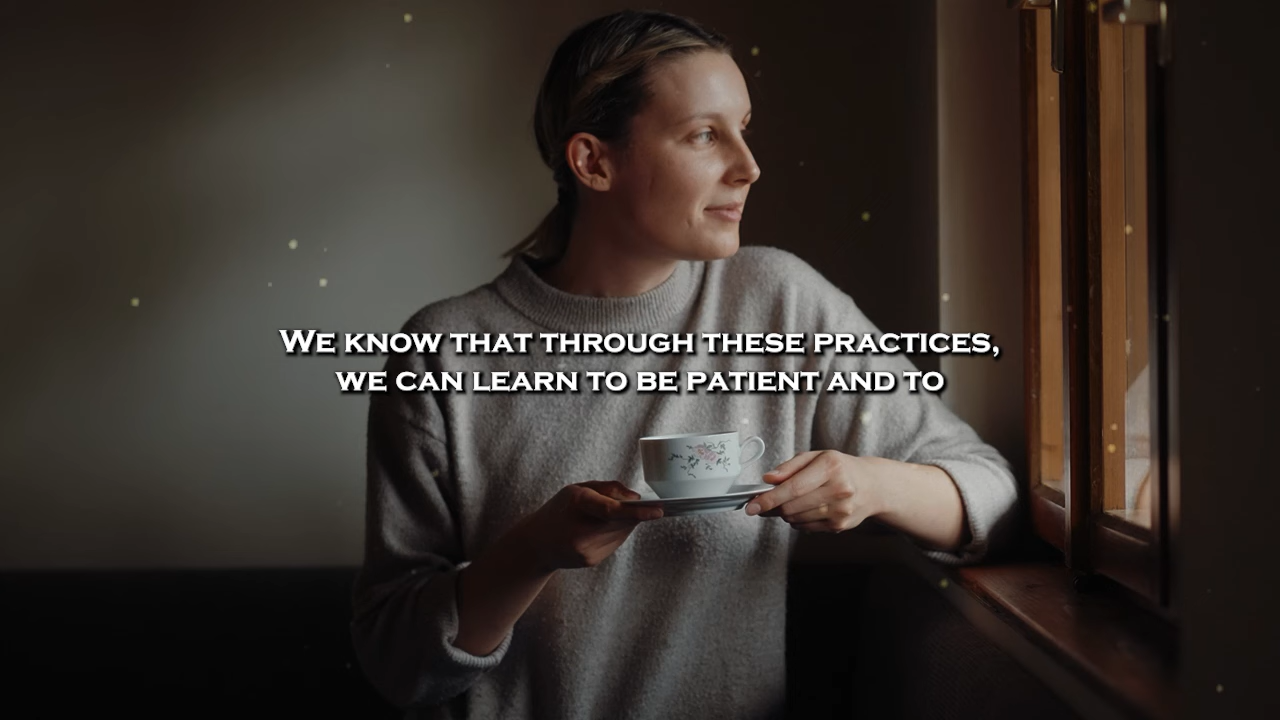 We know that through these practices,
we can learn to be patient and to